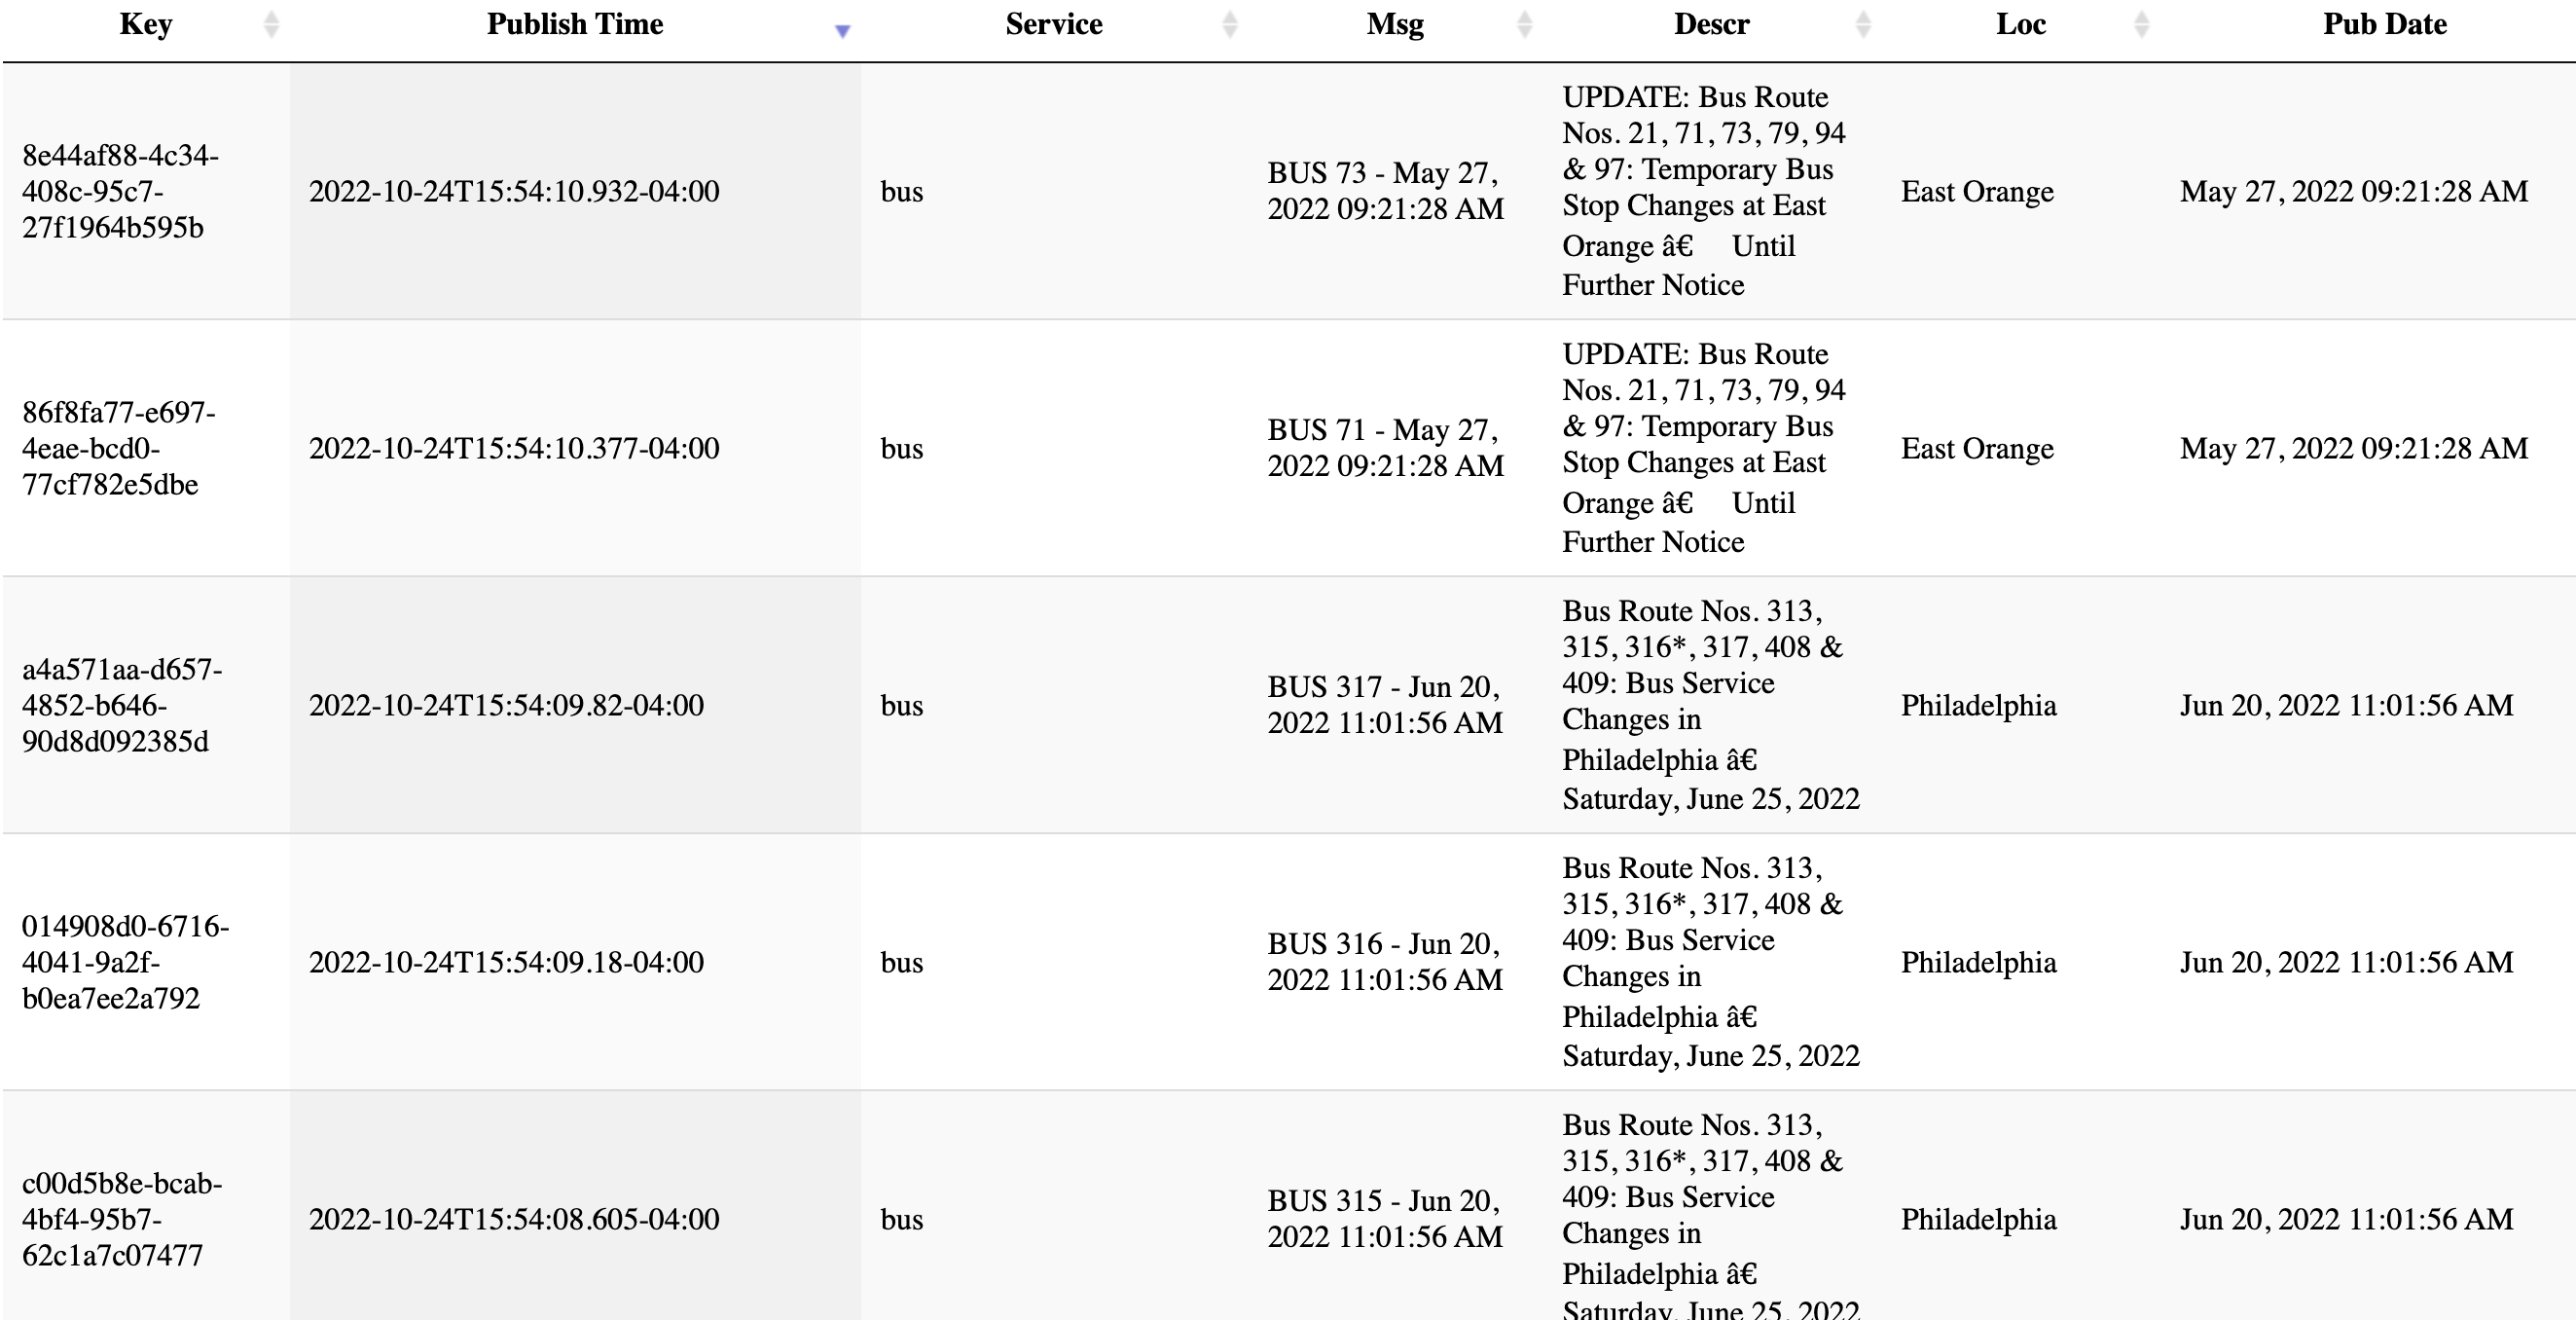 Key Publish Time Service Msg Descr Loc Pub Date
8e44af88-4c34-
408c-95c7-
27f1964b595b
2022-10-24T15:54:10.932-04:00
bus
BUS 73 - May 27,
2022 09:21:28 AM
UPDATE: Bus Route
Nos. 21, 71, 73, 79, 94
& 97: Temporary Bus
Stop Changes at East
Orange â€ Until
Further Notice
East Orange
May 27, 2022 09:21:28 AM
86f8fa77-e697-
4eae-bcd0-
77cf782e5dbe
2022-10-24T15:54:10.377-04:00
bus
BUS 71 - May 27,
2022 09:21:28 AM
UPDATE: Bus Route
Nos. 21, 71, 73, 79, 94
& 97: Temporary Bus
Stop Changes at East
Orange â€ Until
Further Notice
East Orange
May 27, 2022 09:21:28 AM
a4a571aa-d657-
4852-b646-
90d8d092385d
2022-10-24T15:54:09.82-04:00
bus
BUS 317 - Jun 20,
2022 11:01:56 AM
Bus Route Nos. 313,
315, 316*, 317, 408 &
409: Bus Service
Changes in
Philadelphia â€
Saturday, June 25, 2022
Philadelphia
Jun 20, 2022 11:01:56 AM
014908d0-6716-
4041-9a2f-
b0ea7ee2a792
2022-10-24T15:54:09.18-04:00
bus
BUS 316 - Jun 20,
2022 11:01:56 AM
Bus Route Nos. 313,
315, 316*, 317, 408 &
409: Bus Service
Changes in
Philadelphia â€
Saturday, June 25, 2022
Philadelphia
Jun 20, 2022 11:01:56 AM
c00d5b8e-bcab-
4bf4-95b7-
62c1a7c07477
2022-10-24T15:54:08.605-04:00
bus
BUS 315 - Jun 20,
2022 11:01:56 AM
Bus Route Nos. 313,
315, 316*, 317, 408 &
409: Bus Service
Changes in
Philadelphia â€
Saturday, June 25, 2022
Philadelphia
Jun 20, 2022 11:01:56 AM